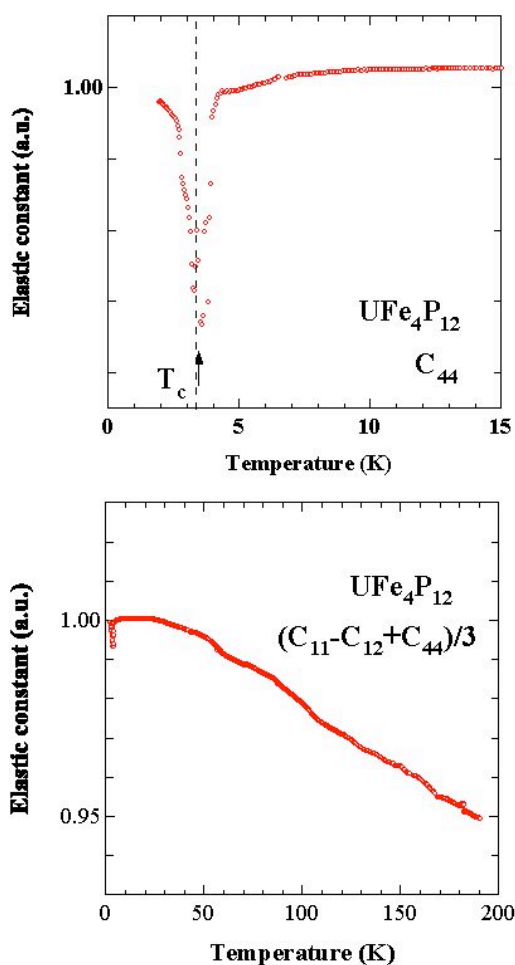 Elastic constant (a.u.)
1.00
UFe₄P₁₂
C₄₄
T_c
0 5 10 15
Temperature (K)
Elastic constant (a.u.)
1.00
UFe₄P₁₂
(C₁₁-C₁₂+C₄₄)/3
0.95
0 50 100 150 200
Temperature (K)